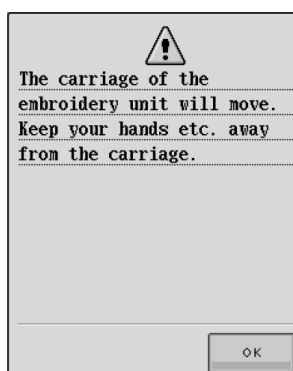 The carriage of the
embroidery unit will move.
Keep your hands etc. away
from the carriage.
OK